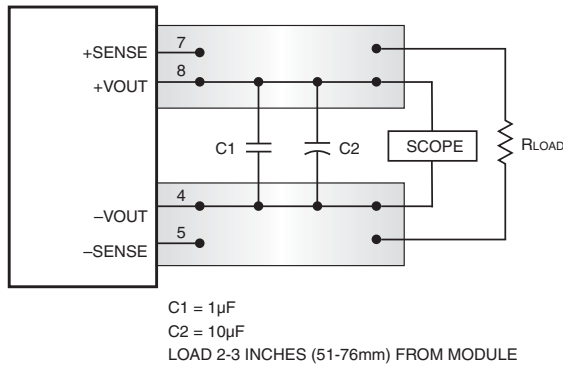 +SENSE 7
+VOUT 8
C1 C2 SCOPE RLOAD
–VOUT 4
–SENSE 5
C1 = 1µF
C2 = 10µF
LOAD 2-3 INCHES (51-76mm) FROM MODULE